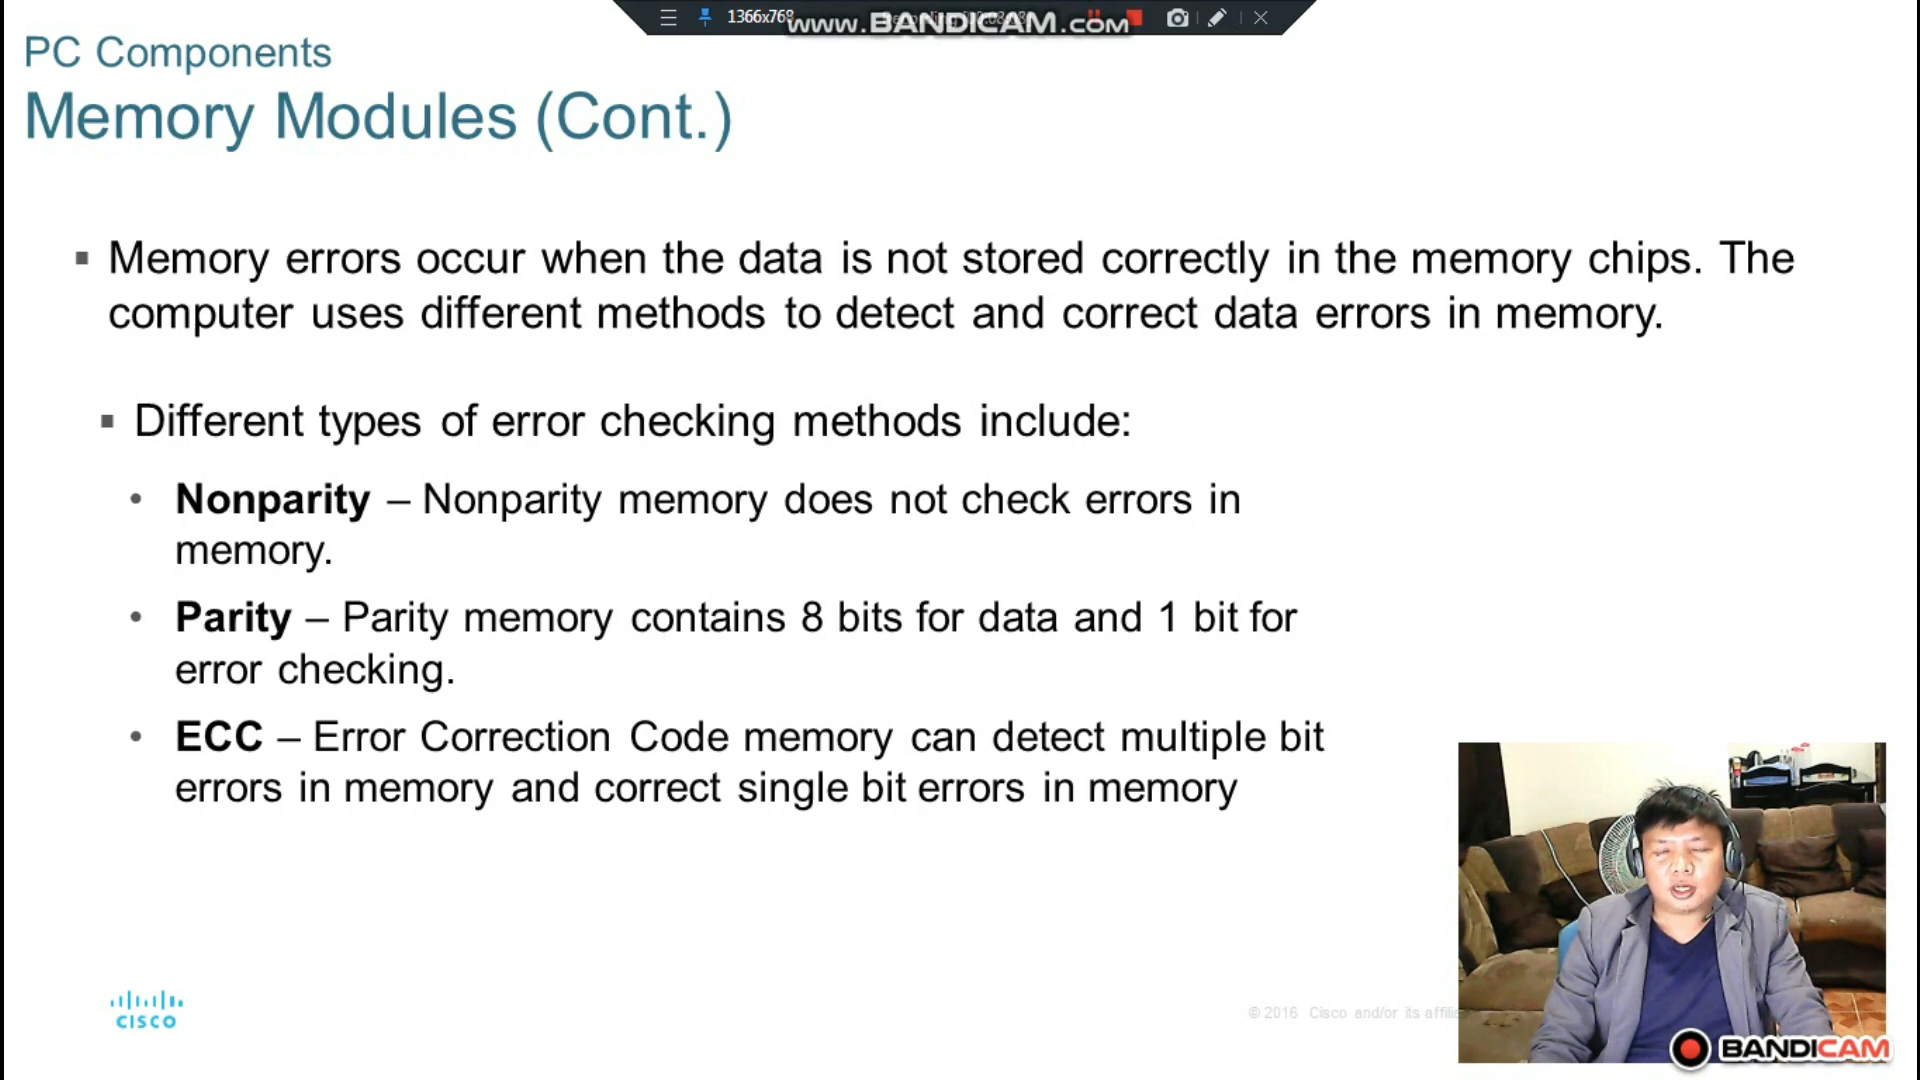 1366x768
www.BANDICAM.com
PC Components
Memory Modules (Cont.)
▪ Memory errors occur when the data is not stored correctly in the memory chips. The
computer uses different methods to detect and correct data errors in memory.
▪ Different types of error checking methods include:
• Nonparity – Nonparity memory does not check errors in
memory.
• Parity – Parity memory contains 8 bits for data and 1 bit for
error checking.
• ECC – Error Correction Code memory can detect multiple bit
errors in memory and correct single bit errors in memory
CISCO
© 2016 Cisco and/or its
BANDICAM